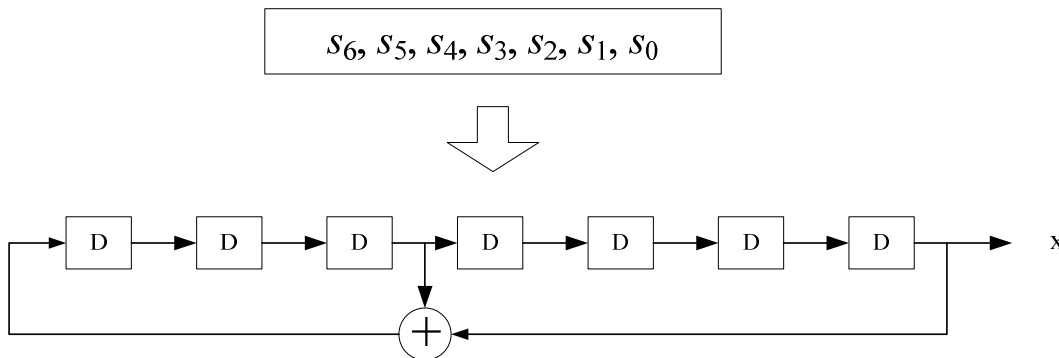 s₆, s₅, s₄, s₃, s₂, s₁, s₀
D D D D D D D x
+